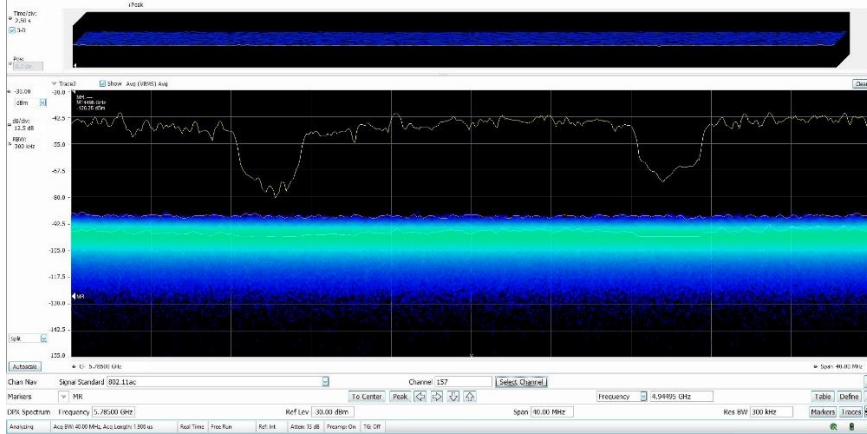 +Peak
Time/div:
2.50 s
3-D
Pos:
Trace3 Show Avg (VBWS) Avg Clear
-30.00
dBm
dB/div:
12.5 dB
RBW:
300 kHz
-30.0
-42.5
-55.0
-80.0
-92.5
-105.0
-117.5
-130.0
-142.5
-155.0
MR
Split
Autoscale CF: 5.78500 GHz Span: 40.00 MHz
Chan Nav Signal Standard 802.11ac Channel 157 Select Channel
Markers MR To Center Peak Frequency 4.94495 GHz Table Define
DPX Spectrum Frequency 5.78500 GHz Ref Lev 30.00 dBm Span 40.00 MHz Res BW 300 kHz Markers Traces
Analyzing Acq BW: 40.00 MHz, Acq Length: 1.500 us Real Time Free Run Ref: Int Atten: 15 dB Preamp: On TG: Off